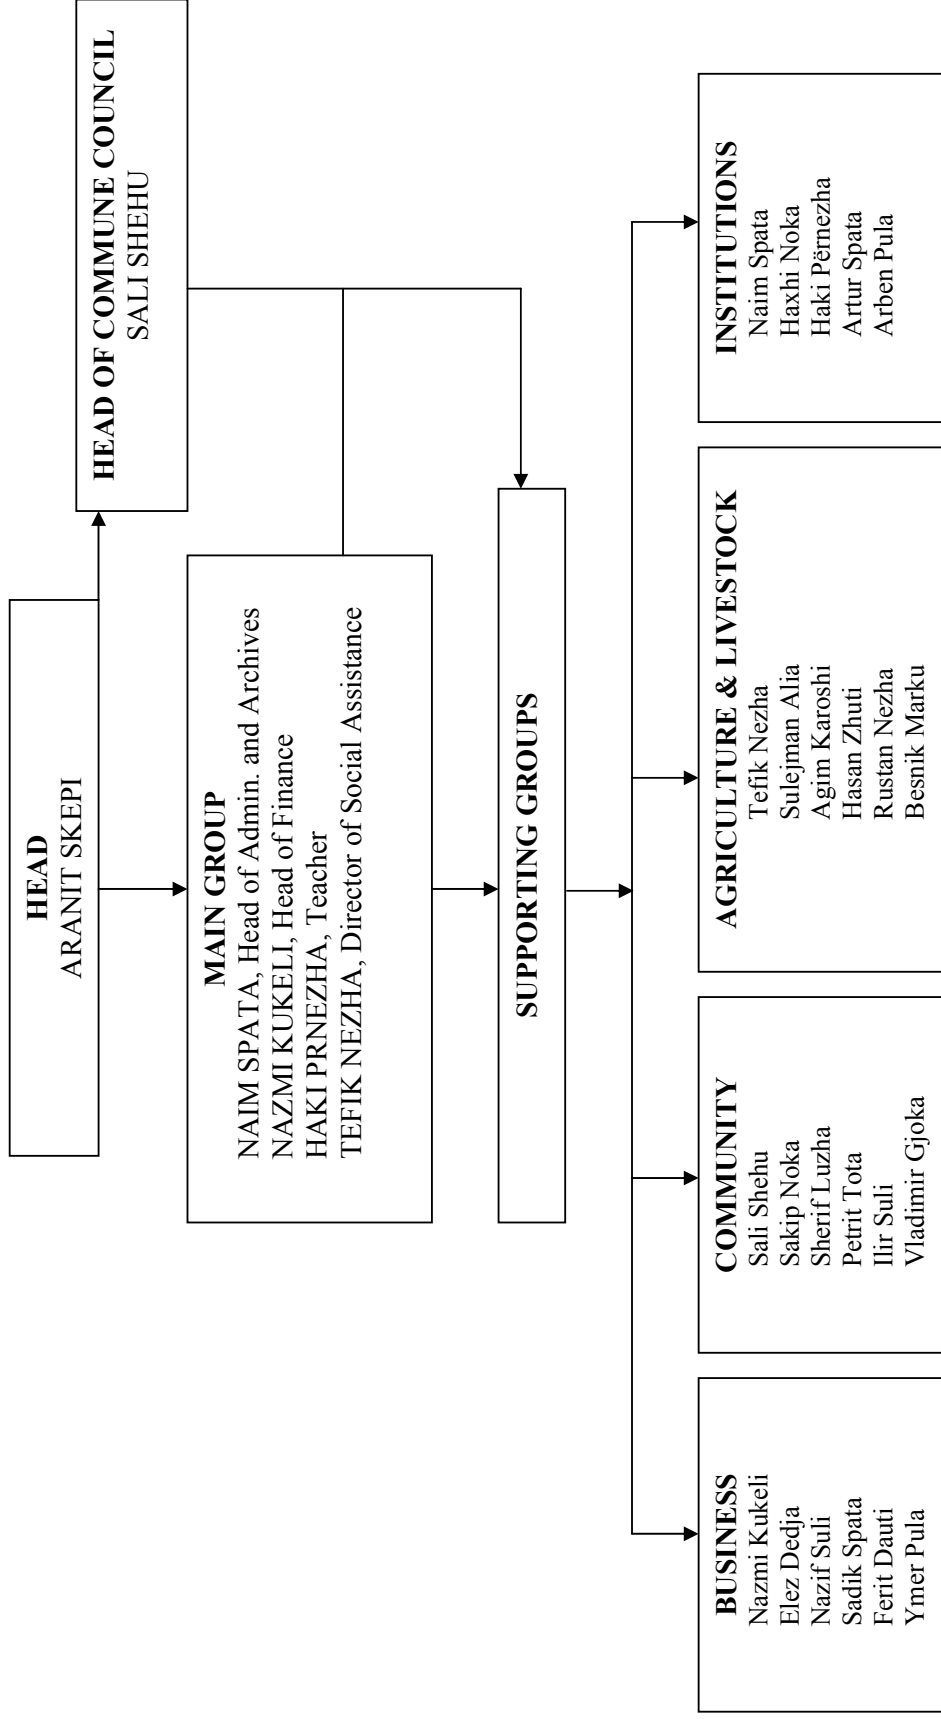 HEAD
ARANIT SKEPI
HEAD OF COMMUNE COUNCIL
SALI SHEHU
MAIN GROUP
NAIM SPATA, Head of Admin. and Archives
NAZMI KUKELI, Head of Finance
HAKI PRNEZHA, Teacher
TEFIK NEZHA, Director of Social Assistance
SUPPORTING GROUPS
BUSINESS
Nazmi Kukeli
Elez Dedja
Nazif Suli
Sadik Spata
Ferit Dauti
Ymer Pula
COMMUNITY
Sali Shehu
Sakip Noka
Sherif Luzha
Petrit Tota
Ilir Suli
Vladimir Gjoka
AGRICULTURE & LIVESTOCK
Tefik Nezha
Sulejman Alia
Agim Karoshi
Hasan Zhuti
Rustan Nezha
Besnik Marku
INSTITUTIONS
Naim Spata
Haxhi Noka
Haki Përnezha
Artur Spata
Arben Pula